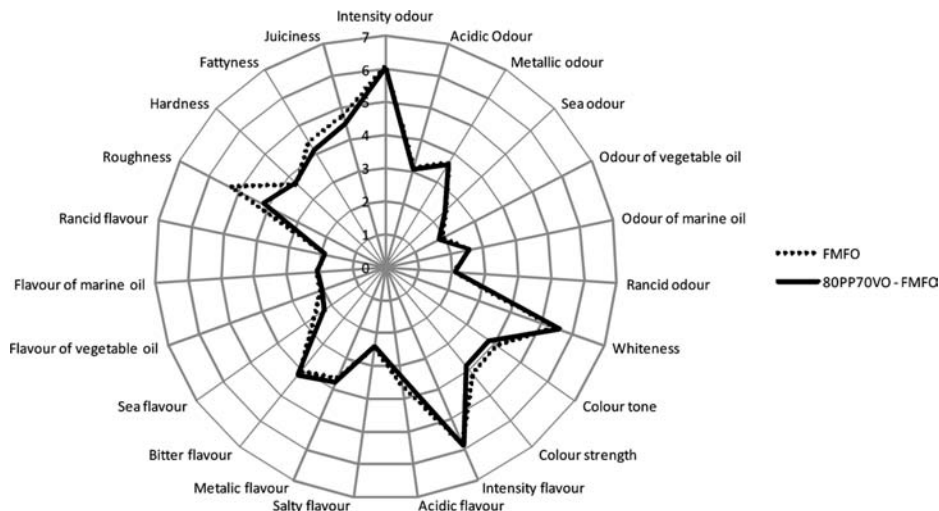 Intensity odour
Acidic Odour
Metallic odour
Sea odour
Odour of vegetable oil
Odour of marine oil
Rancid odour
Whiteness
Colour tone
Colour strength
Intensity flavour
Acidic flavour
Salty flavour
Metalic flavour
Bitter flavour
Sea flavour
Flavour of vegetable oil
Flavour of marine oil
Rancid flavour
Roughness
Hardness
Fattyness
Juiciness
7
6
5
4
3
2
1
0
FMFO
80PP70VO - FMFO